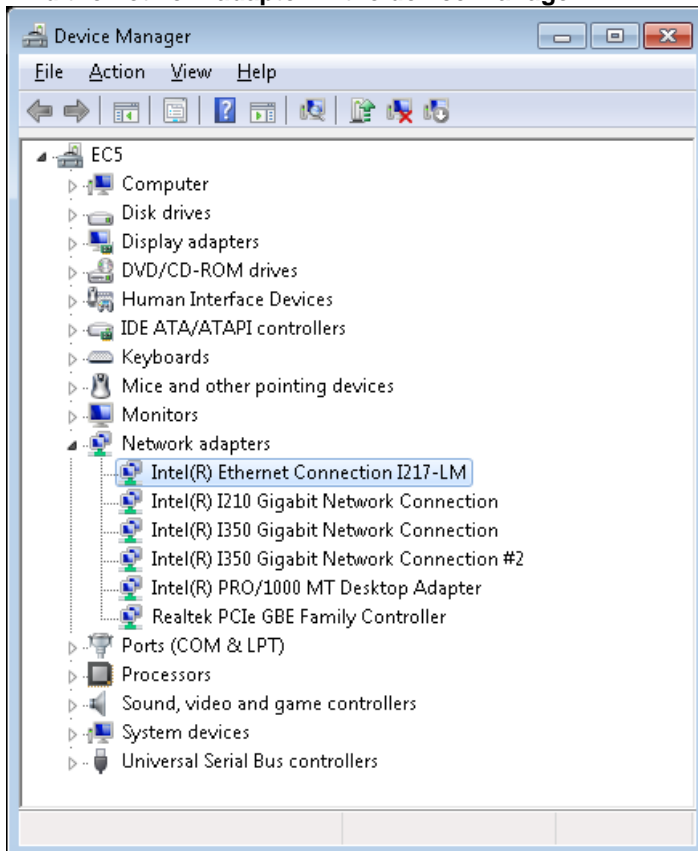 Device Manager
File Action View Help
EC5
Computer
Disk drives
Display adapters
DVD/CD-ROM drives
Human Interface Devices
IDE ATA/ATAPI controllers
Keyboards
Mice and other pointing devices
Monitors
Network adapters
Intel(R) Ethernet Connection I217-LM
Intel(R) I210 Gigabit Network Connection
Intel(R) I350 Gigabit Network Connection
Intel(R) I350 Gigabit Network Connection #2
Intel(R) PRO/1000 MT Desktop Adapter
Realtek PCIe GBE Family Controller
Ports (COM & LPT)
Processors
Sound, video and game controllers
System devices
Universal Serial Bus controllers